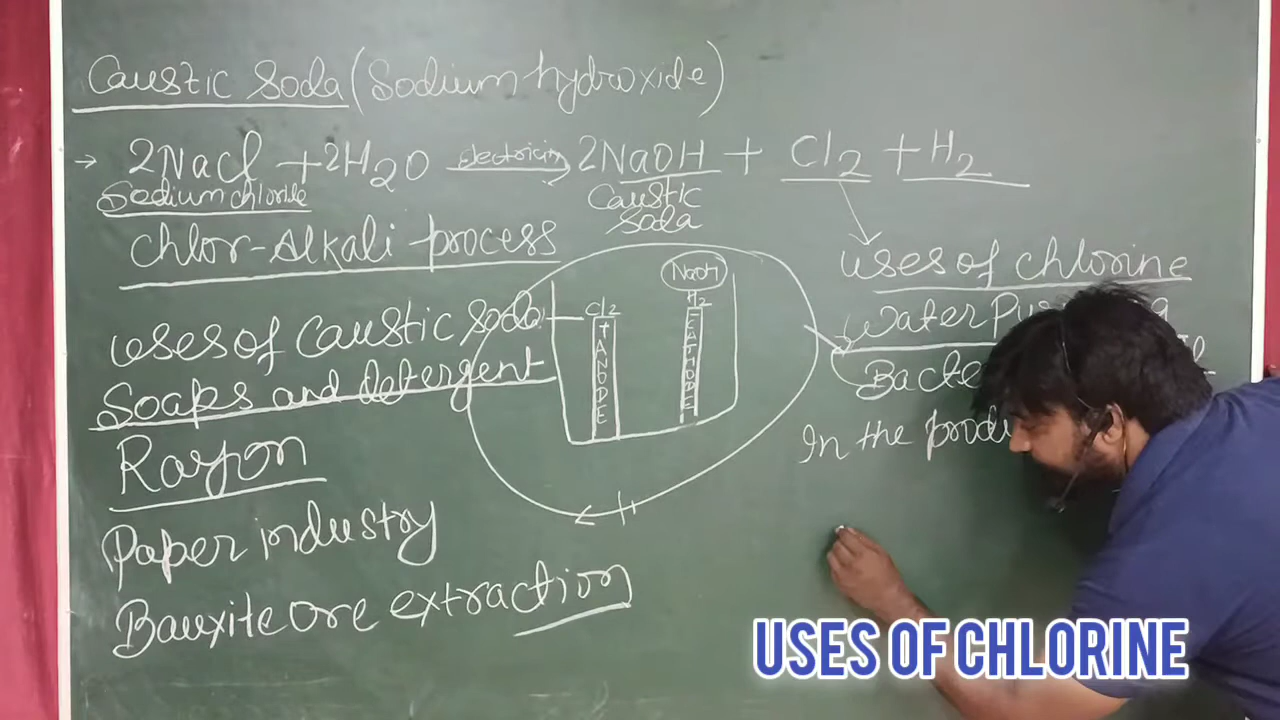 Caustic Soda (Sodium hydroxide)
→ 2NaCl + 2H2O electricity → 2NaOH + Cl2 + H2
Sodium chloride
Caustic
Soda
Chlor-Alkali process
uses of Caustic Soda
Soaps and detergent
Rayon
Paper industry
Bauxite Ore extraction
NaOH
Cl2
H2
+
ANODE
-
CATHODE
uses of chlorine
Water
In the
USES OF CHLORINE